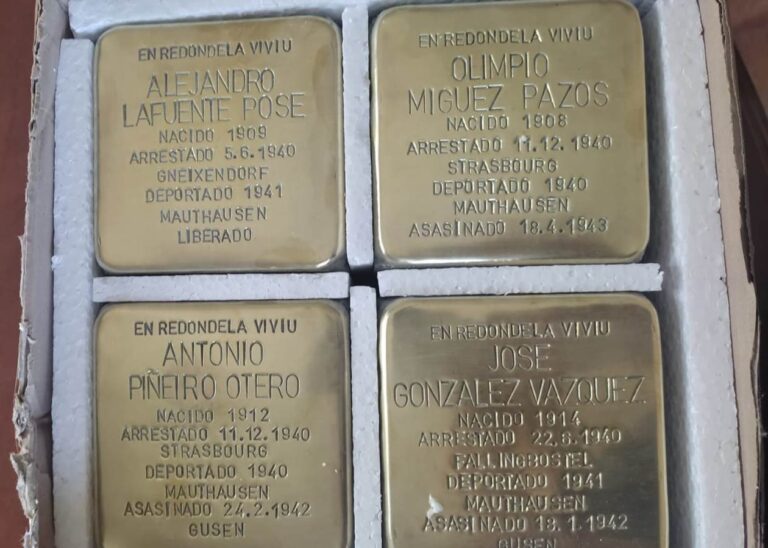 EN REDONDELA VIVIU
ALEJANDRO
LAFUENTE POSE
NACIDO 1909
ARRESTADO 5.6.1940
GNEIXENDORF
DEPORTADO 1941
MAUTHAUSEN
LIBERADO
EN REDONDELA VIVIU
OLIMPIO
MIGUEZ PAZOS
NACIDO 1908
ARRESTADO 11.12.1940
STRASBOURG
DEPORTADO 1940
MAUTHAUSEN
ASASINADO 18.4.1943
EN REDONDELA VIVIU
ANTONIO
PIÑEIRO OTERO
NACIDO 1912
ARRESTADO 11.12.1940
STRASBOURG
DEPORTADO 1940
MAUTHAUSEN
ASASINADO 24.2.1942
GUSEN
EN REDONDELA VIVIU
JOSE
GONZALEZ VAZQUEZ
NACIDO 1914
ARRESTADO 22.6.1940
FALLINGBOSTEL
DEPORTADO 1941
MAUTHAUSEN
ASASINADO 18.1.1942
GUSEN